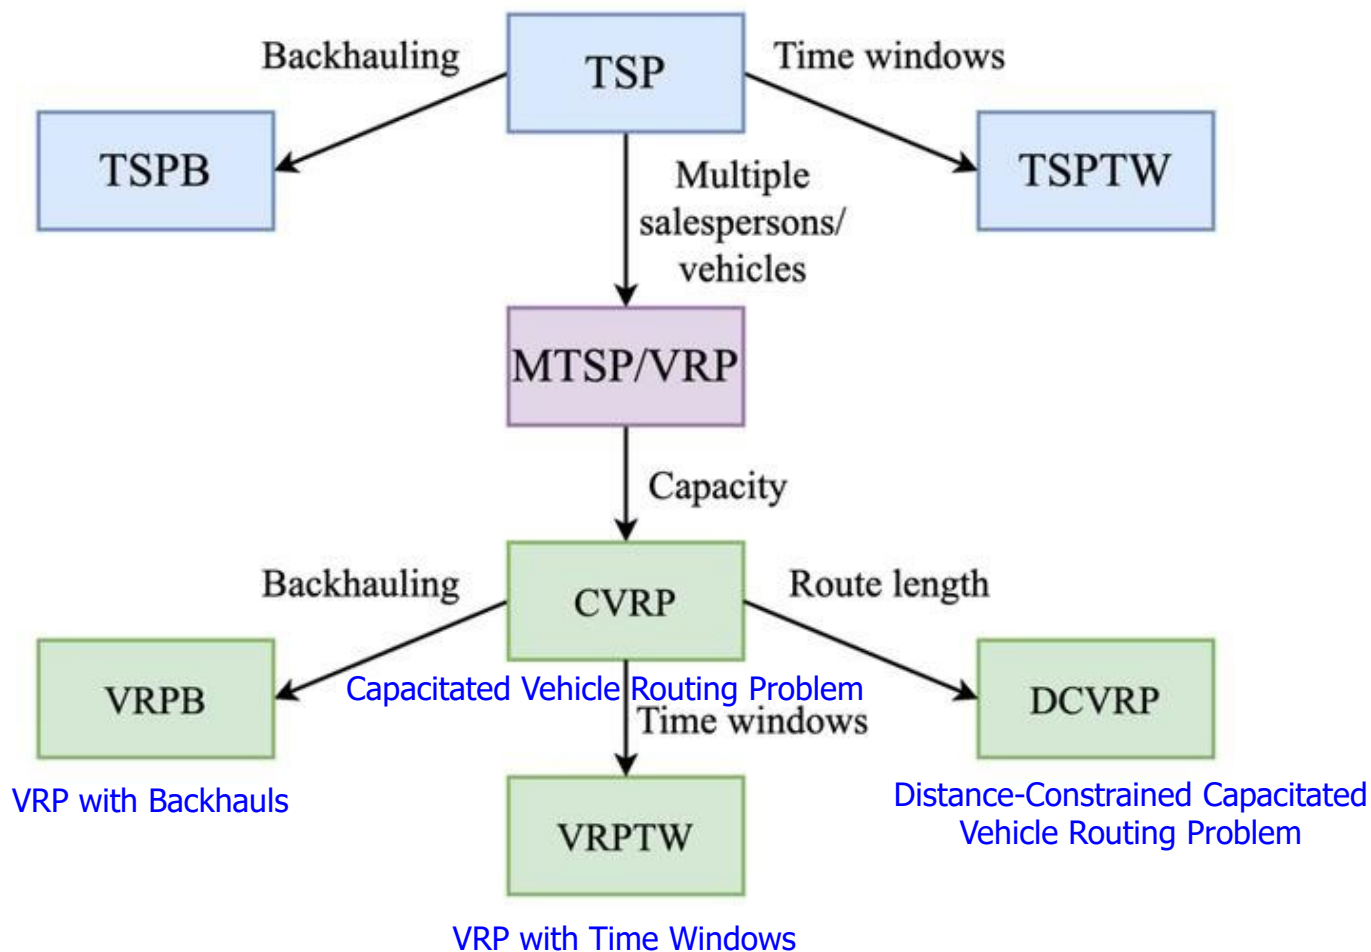 Backhauling
TSP
Time windows
TSPB
TSPTW
Multiple
salespersons/
vehicles
MTSP/VRP
Capacity
Backhauling
CVRP
Route length
VRPB
Capacitated Vehicle Routing Problem
DCVRP
Time windows
VRP with Backhauls
VRPTW
Distance-Constrained Capacitated
Vehicle Routing Problem
VRP with Time Windows